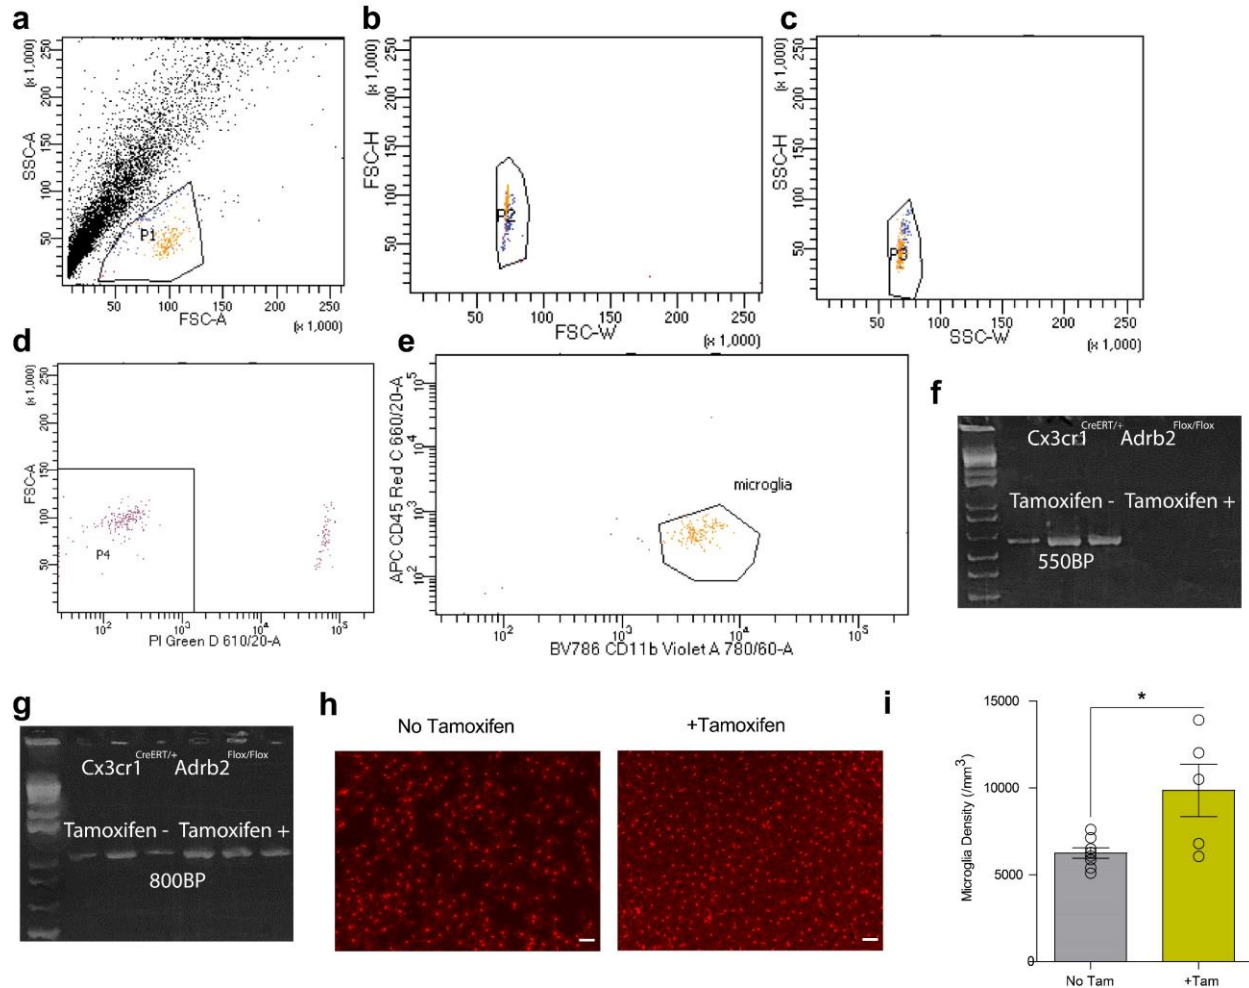 a
250
200
150
100
50
(x 1,000)
SSC-A
P1
50 100 150 200 250
FSC-A
(x 1,000)
b
250
200
150
100
50
(x 1,000)
FSC-H
P2
50 100 150 200 250
FSC-W
(x 1,000)
c
250
200
150
100
50
(x 1,000)
SSC-H
P3
50 100 150 200 250
SSC-W
(x 1,000)
d
250
200
150
100
50
(x 1,000)
FSC-A
P4
10² 10³ 10⁴ 10⁵
PI Green D 610/20-A
e
10⁵
10⁴
10³
10²
APC CD45 Red C 660/20-A
microglia
10² 10³ 10⁴ 10⁵
BV786 CD11b Violet A 780/60-A
f
Cx3cr1 CreERT/+ Adrb2 Flox/Flox
Tamoxifen - Tamoxifen +
550BP
g
Cx3cr1 CreERT/+ Adrb2 Flox/Flox
Tamoxifen - Tamoxifen +
800BP
h
No Tamoxifen +Tamoxifen
i
15000
10000
5000
0
Microglia Density (/mm³)
*
No Tam +Tam